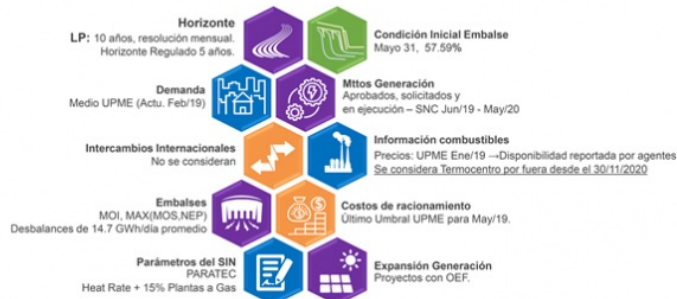 Horizonte
LP: 10 años, resolución mensual.
Horizonte Regulado 5 años.
Condición Inicial Embalse
Mayo 31, 57.59%
Demanda
Medio UPME (Actu. Feb/19)
Mttos Generación
Aprobados, solicitados y
en ejecución – SNC Jun/19 - May/20
Intercambios Internacionales
No se consideran
Información combustibles
Precios: UPME Ene/19 →Disponibilidad reportada por agentes
Se considera Termocentro por fuera desde el 30/11/2020
Embalses
MOI, MAX(MOS,NEP)
Desbalances de 14.7 GWh/día promedio
Costos de racionamiento
Último Umbral UPME para May/19.
Parámetros del SIN
PARATEC
Heat Rate + 15% Plantas a Gas
Expansión Generación
Proyectos con OEF.